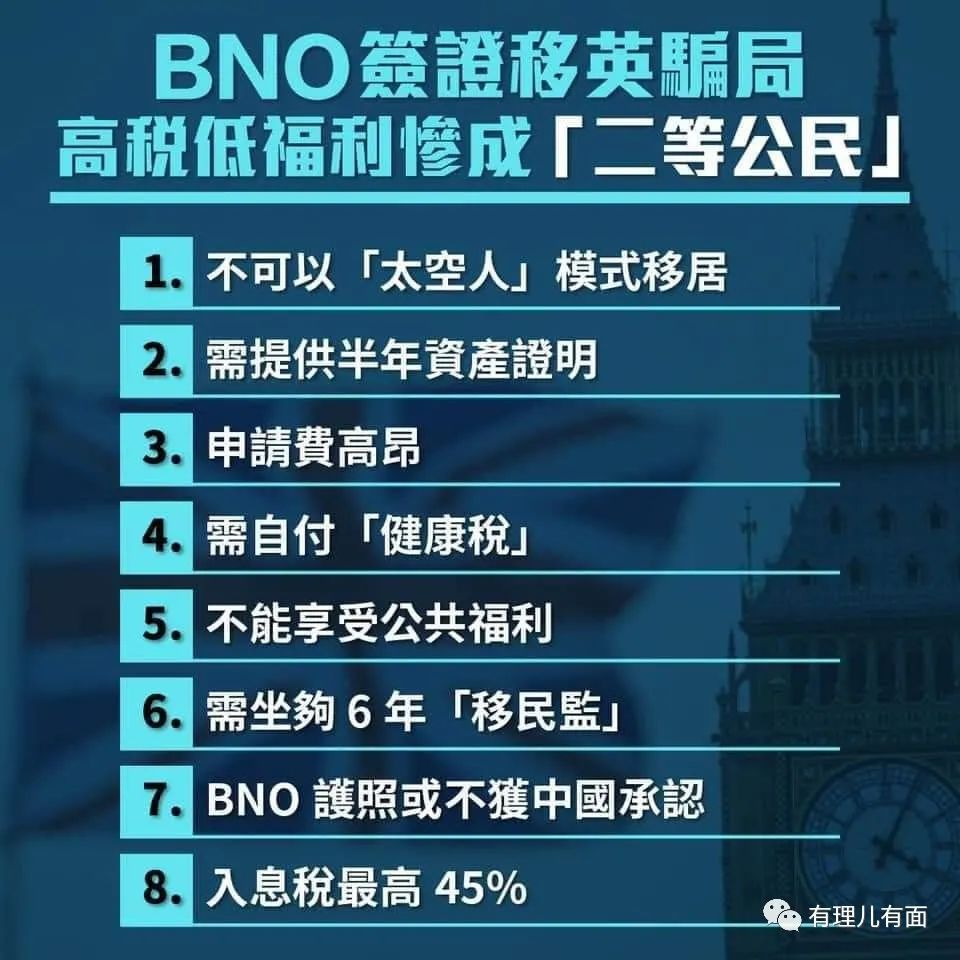 BNO簽證移英騙局
高税低福利慘成「二等公民」
1. 不可以「太空人」模式移居
2. 需提供半年資產證明
3. 申請費高昂
4. 需自付「健康稅」
5. 不能享受公共福利
6. 需坐夠 6 年「移民監」
7. BNO 護照或不獲中國承認
8. 入息稅最高 45%
有理儿有面